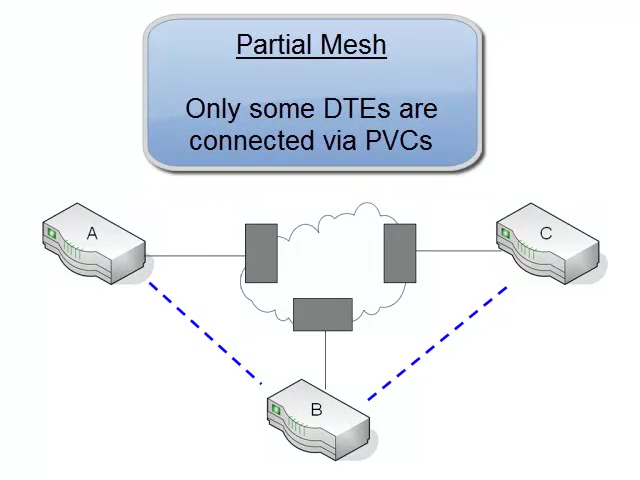 Partial Mesh
Only some DTEs are
connected via PVCs
A
C
B